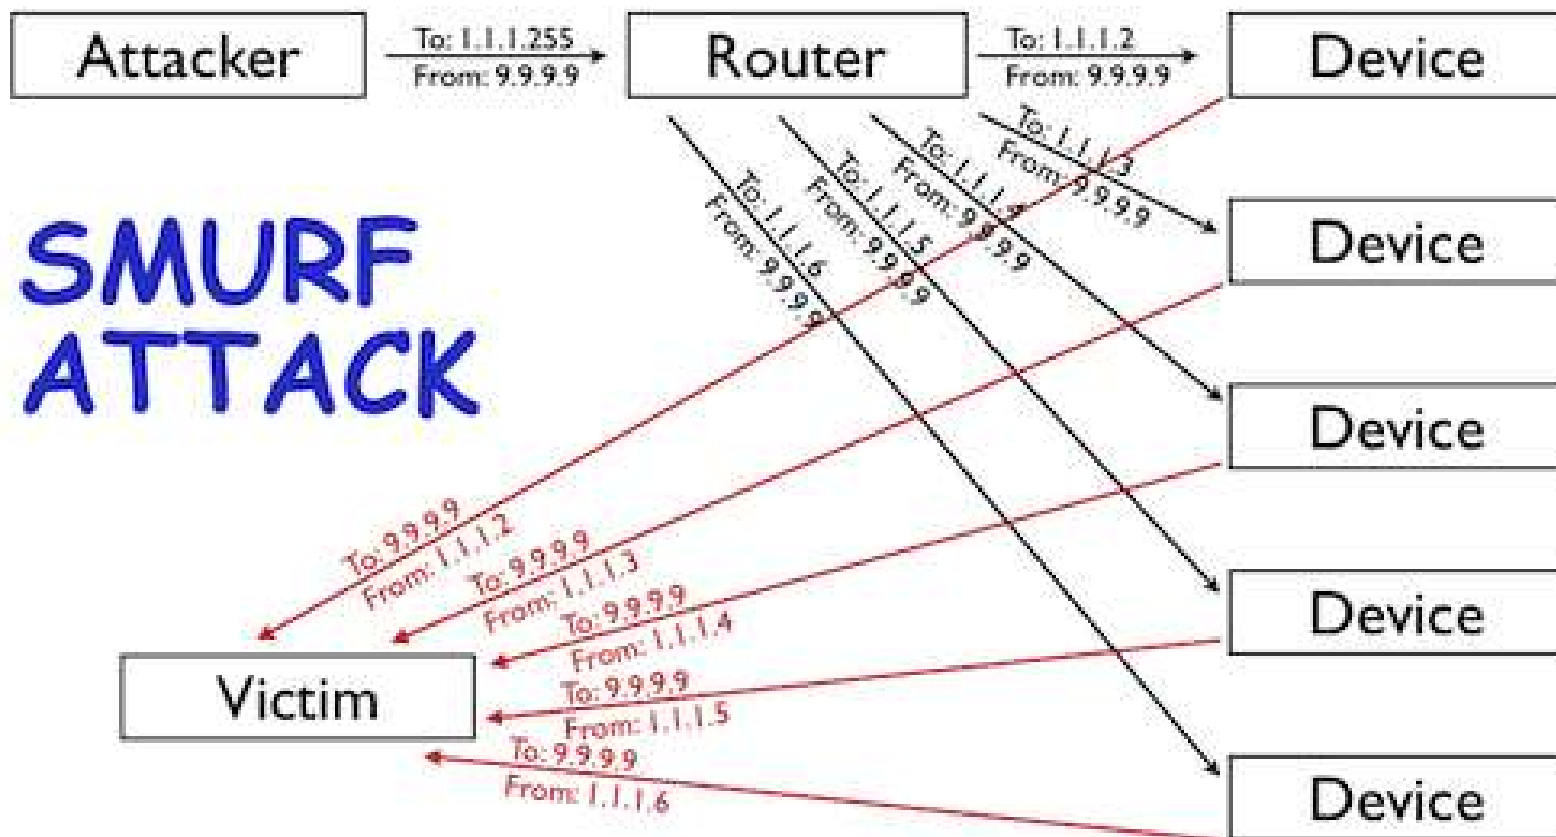 Attacker
To: 1.1.1.255
From: 9.9.9.9
Router
To: 1.1.1.2
From: 9.9.9.9
Device
To: 1.1.1.3
From: 9.9.9.9
To: 1.1.1.4
From: 9.9.9.9
To: 1.1.1.5
From: 9.9.9.9
To: 1.1.1.6
From: 9.9.9.9
SMURF
ATTACK
Device
Device
To: 9.9.9.9
From: 1.1.1.2
To: 9.9.9.9
From: 1.1.1.3
To: 9.9.9.9
From: 1.1.1.4
Device
Victim
To: 9.9.9.9
From: 1.1.1.5
To: 9.9.9.9
From: 1.1.1.6
Device